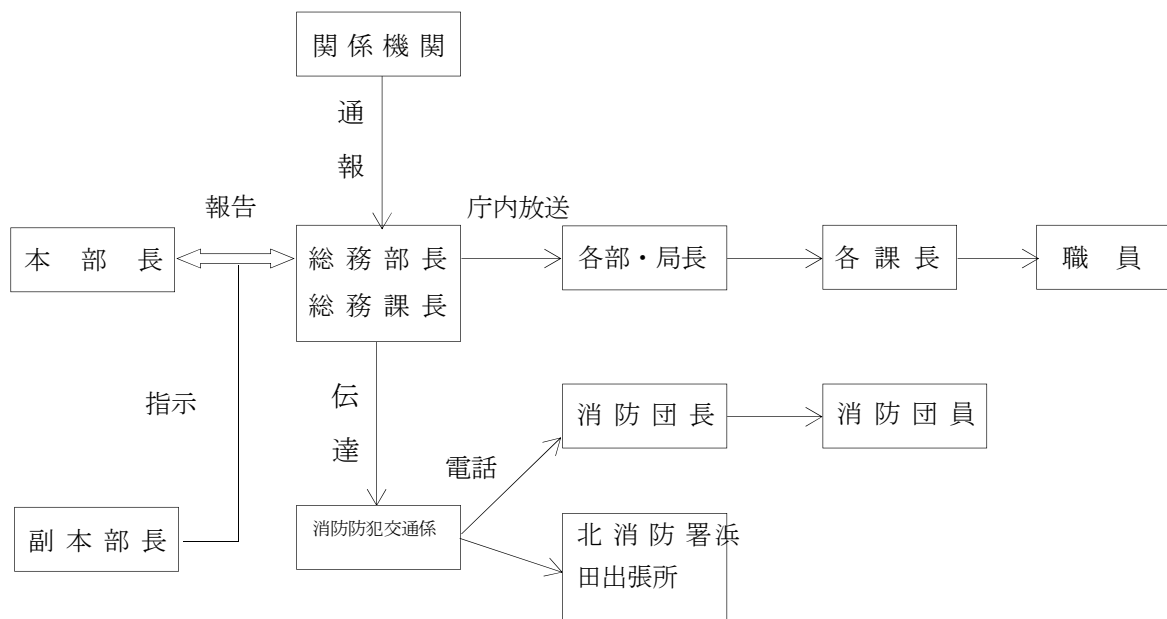 関係機関
通
報
報告
庁内放送
本部長
総務部長
総務課長
各部・局長
各課長
職員
指示
伝
達
消防団長
消防団員
電話
副本部長
消防防犯交通係
北消防署浜
田出張所